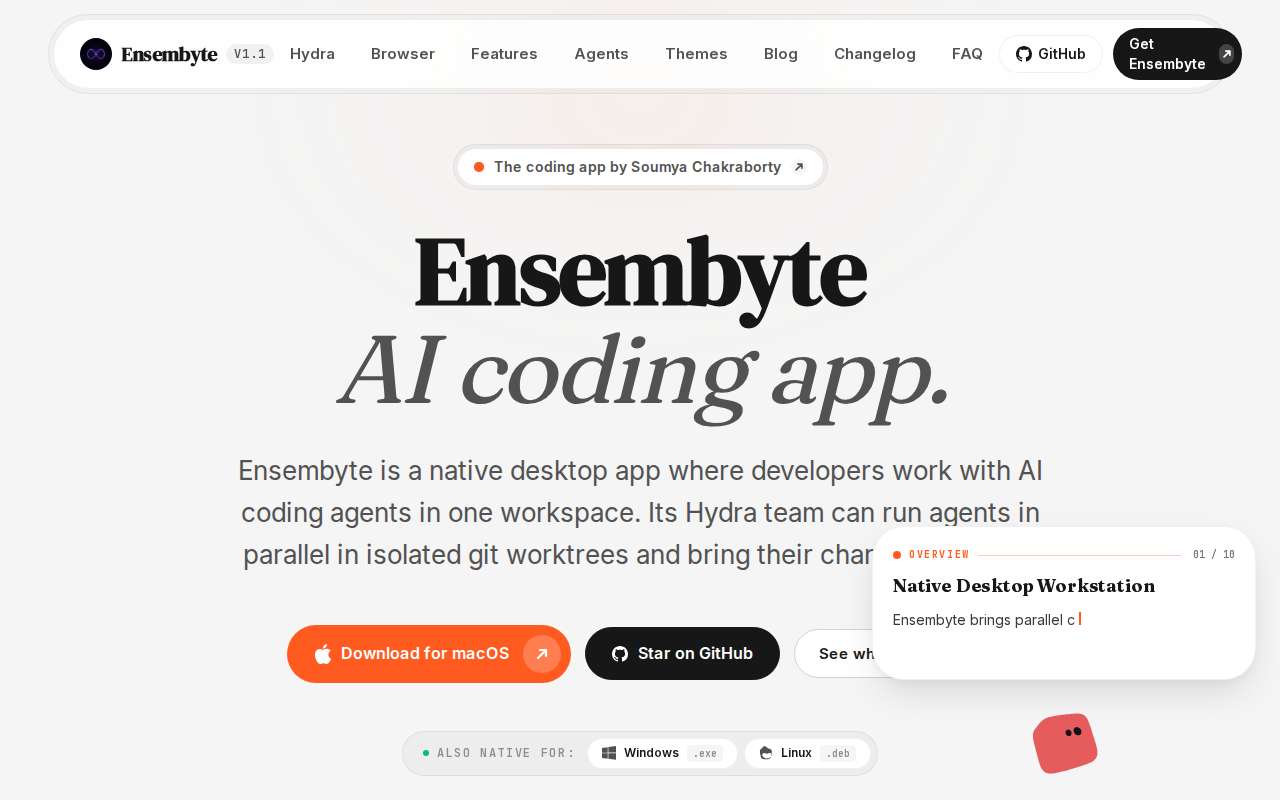 Ensembyte V1.1 Hydra Browser Features Agents Themes Blog Changelog FAQ GitHub Get Ensembyte
The coding app by Soumya Chakraborty
Ensembyte
AI coding app.
Ensembyte is a native desktop app where developers work with AI
coding agents in one workspace. Its Hydra team can run agents in
parallel in isolated git worktrees and bring their
OVERVIEW 01 / 10
Native Desktop Workstation
Ensembyte brings parallel c
Download for macOS Star on GitHub See
ALSO NATIVE FOR: Windows .exe Linux .deb